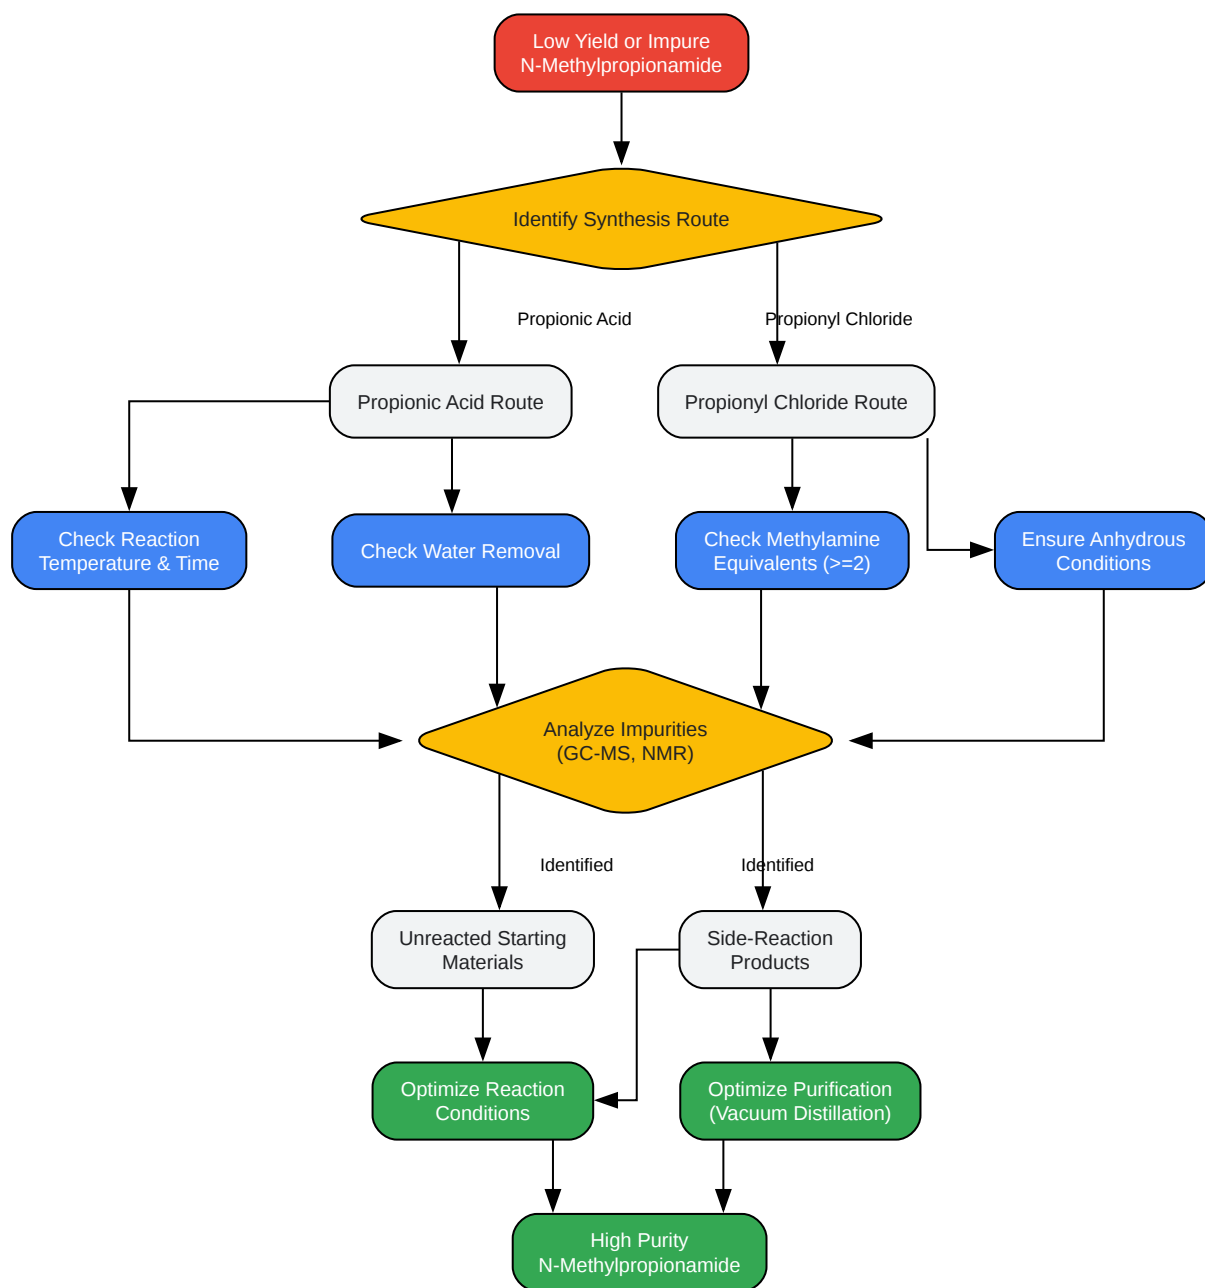 Low Yield or Impure
N-Methylpropionamide
Identify Synthesis Route
Propionic Acid
Propionyl Chloride
Propionic Acid Route
Propionyl Chloride Route
Check Reaction
Temperature & Time
Check Water Removal
Check Methylamine
Equivalents (>=2)
Ensure Anhydrous
Conditions
Analyze Impurities
(GC-MS, NMR)
Identified
Identified
Unreacted Starting
Materials
Side-Reaction
Products
Optimize Reaction
Conditions
Optimize Purification
(Vacuum Distillation)
High Purity
N-Methylpropionamide